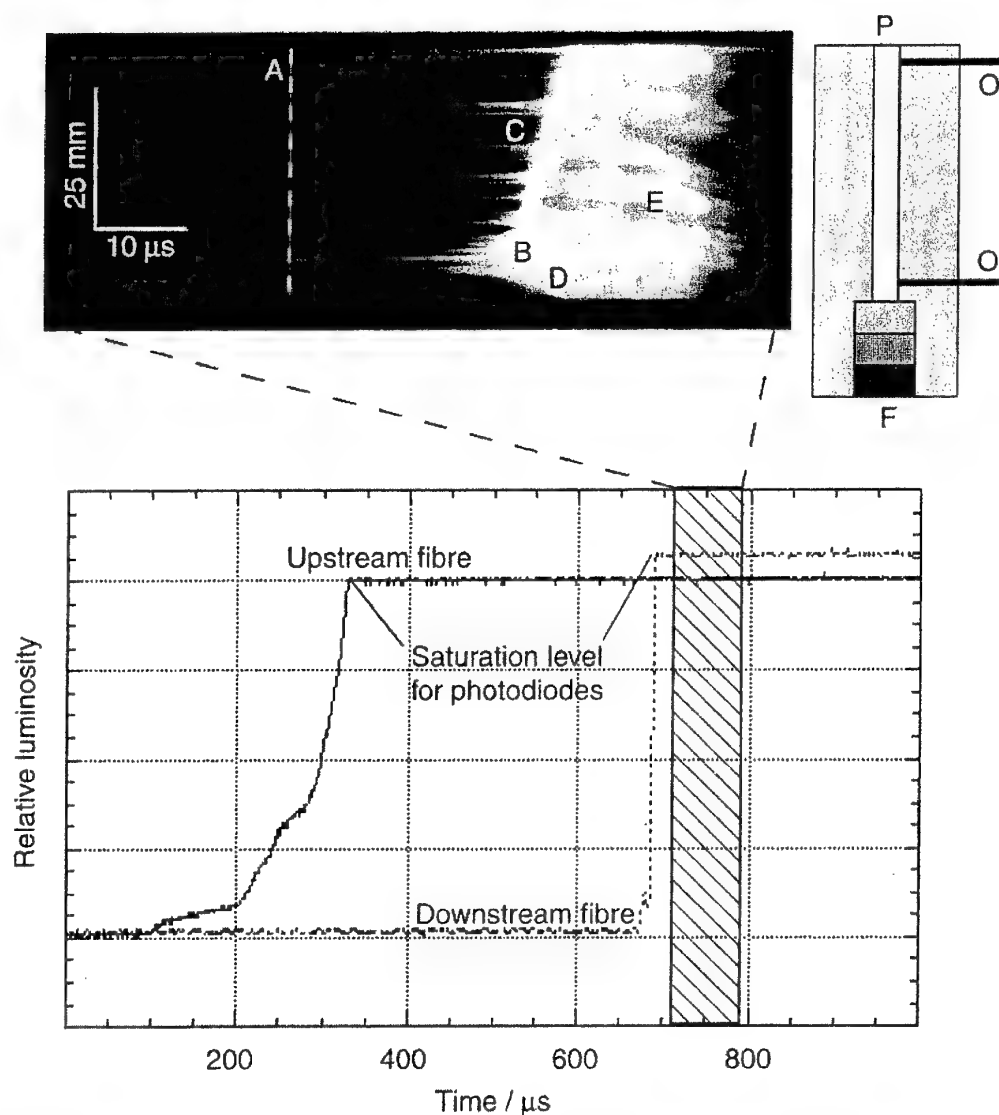 P
A
O
C
25 mm
E
10 µs
B
D
O
F
Upstream fibre
Saturation level
for photodiodes
Relative luminosity
Downstream fibre
200
400
600
800
Time / µs